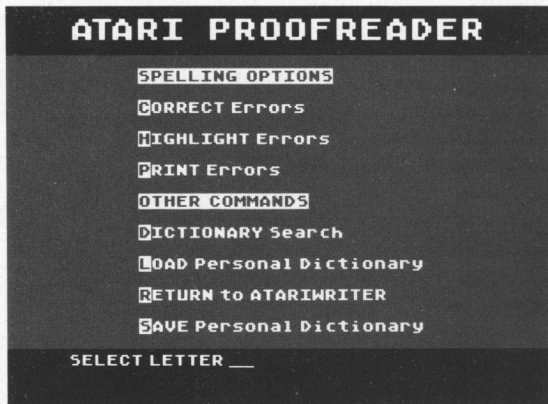 ATARI PROOFREADER
SPELLING OPTIONS
CORRECT Errors
HIGHLIGHT Errors
PRINT Errors
OTHER COMMANDS
DICTIONARY Search
LOAD Personal Dictionary
RETURN to ATARIWRITER
SAVE Personal Dictionary
SELECT LETTER __